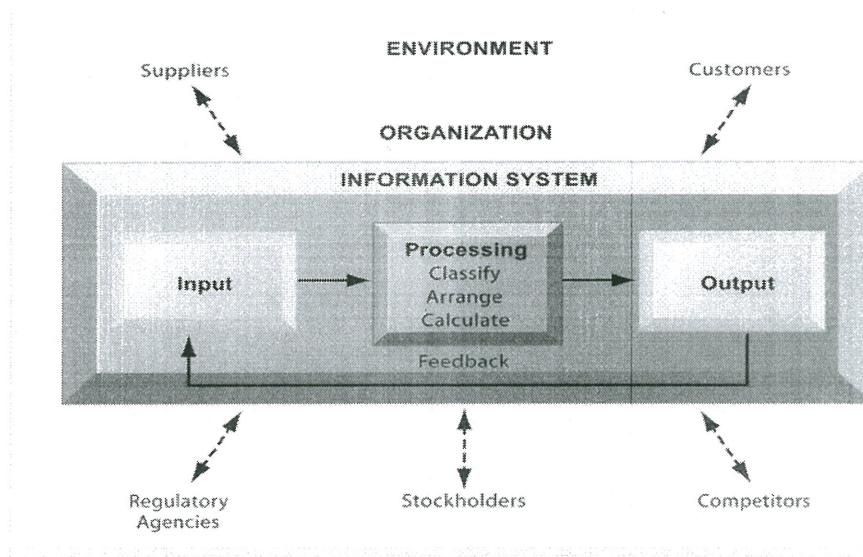 ENVIRONMENT
Suppliers
Customers
ORGANIZATION
INFORMATION SYSTEM
Input
Processing
Classify
Arrange
Calculate
Output
Feedback
Regulatory
Agencies
Stockholders
Competitors